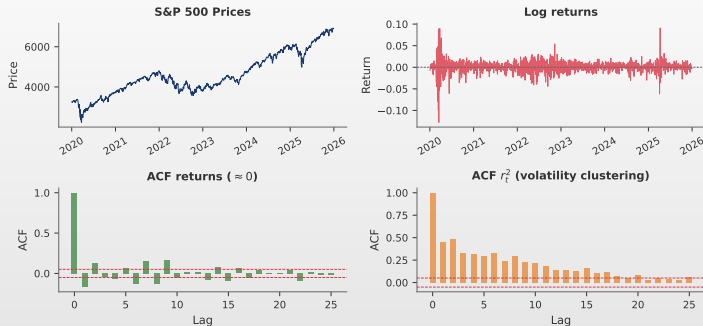 S&P 500 Prices
Price
6000
4000
2020 2021 2022 2023 2024 2025 2026
Log returns
Return
0.10
0.05
0.00
−0.05
−0.10
2020 2021 2022 2023 2024 2025 2026
ACF returns (≈0)
ACF
1.0
0.5
0.0
0 5 10 15 20 25
Lag
ACF r_t^2 (volatility clustering)
ACF
1.00
0.75
0.50
0.25
0.00
0 5 10 15 20 25
Lag